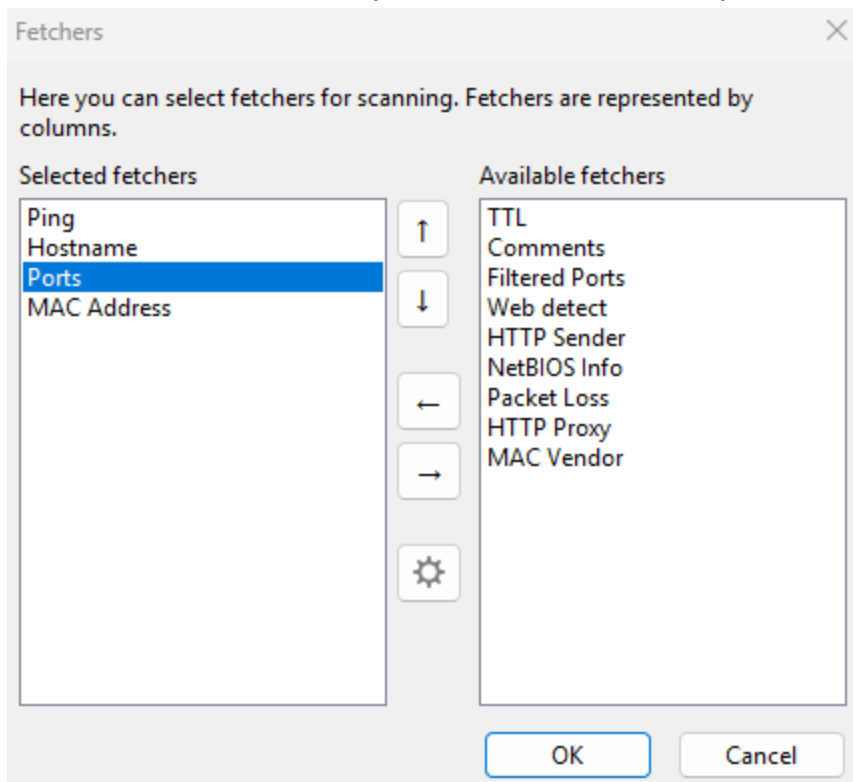 Fetchers
Here you can select fetchers for scanning. Fetchers are represented by
columns.
Selected fetchers
Ping
Hostname
Ports
MAC Address
Available fetchers
TTL
Comments
Filtered Ports
Web detect
HTTP Sender
NetBIOS Info
Packet Loss
HTTP Proxy
MAC Vendor
OK
Cancel